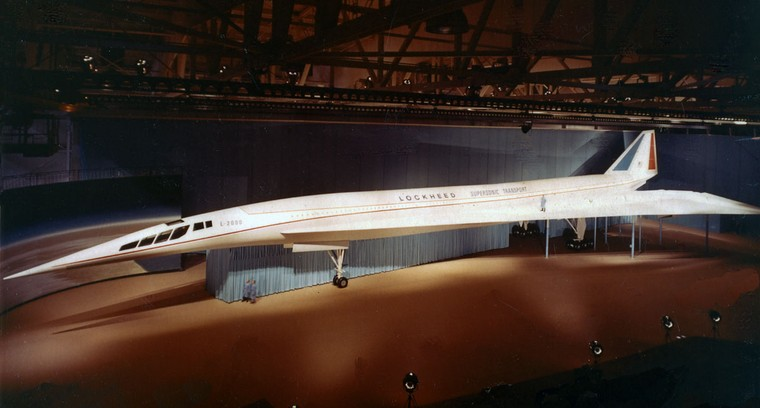 LOCKHEED SUPERSONIC TRANSPORT
L-2000